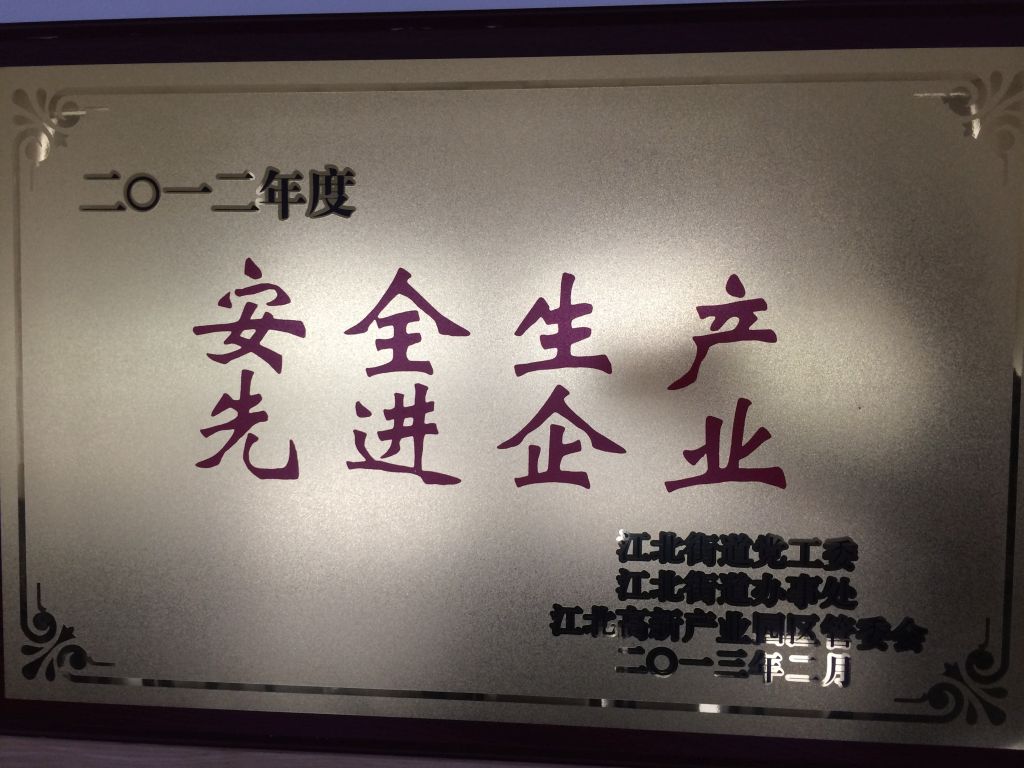 二〇一二年度
安全生产
先进企业
江北街道党工委
江北街道办事处
江北高新产业园区管委会
二〇一三年二月